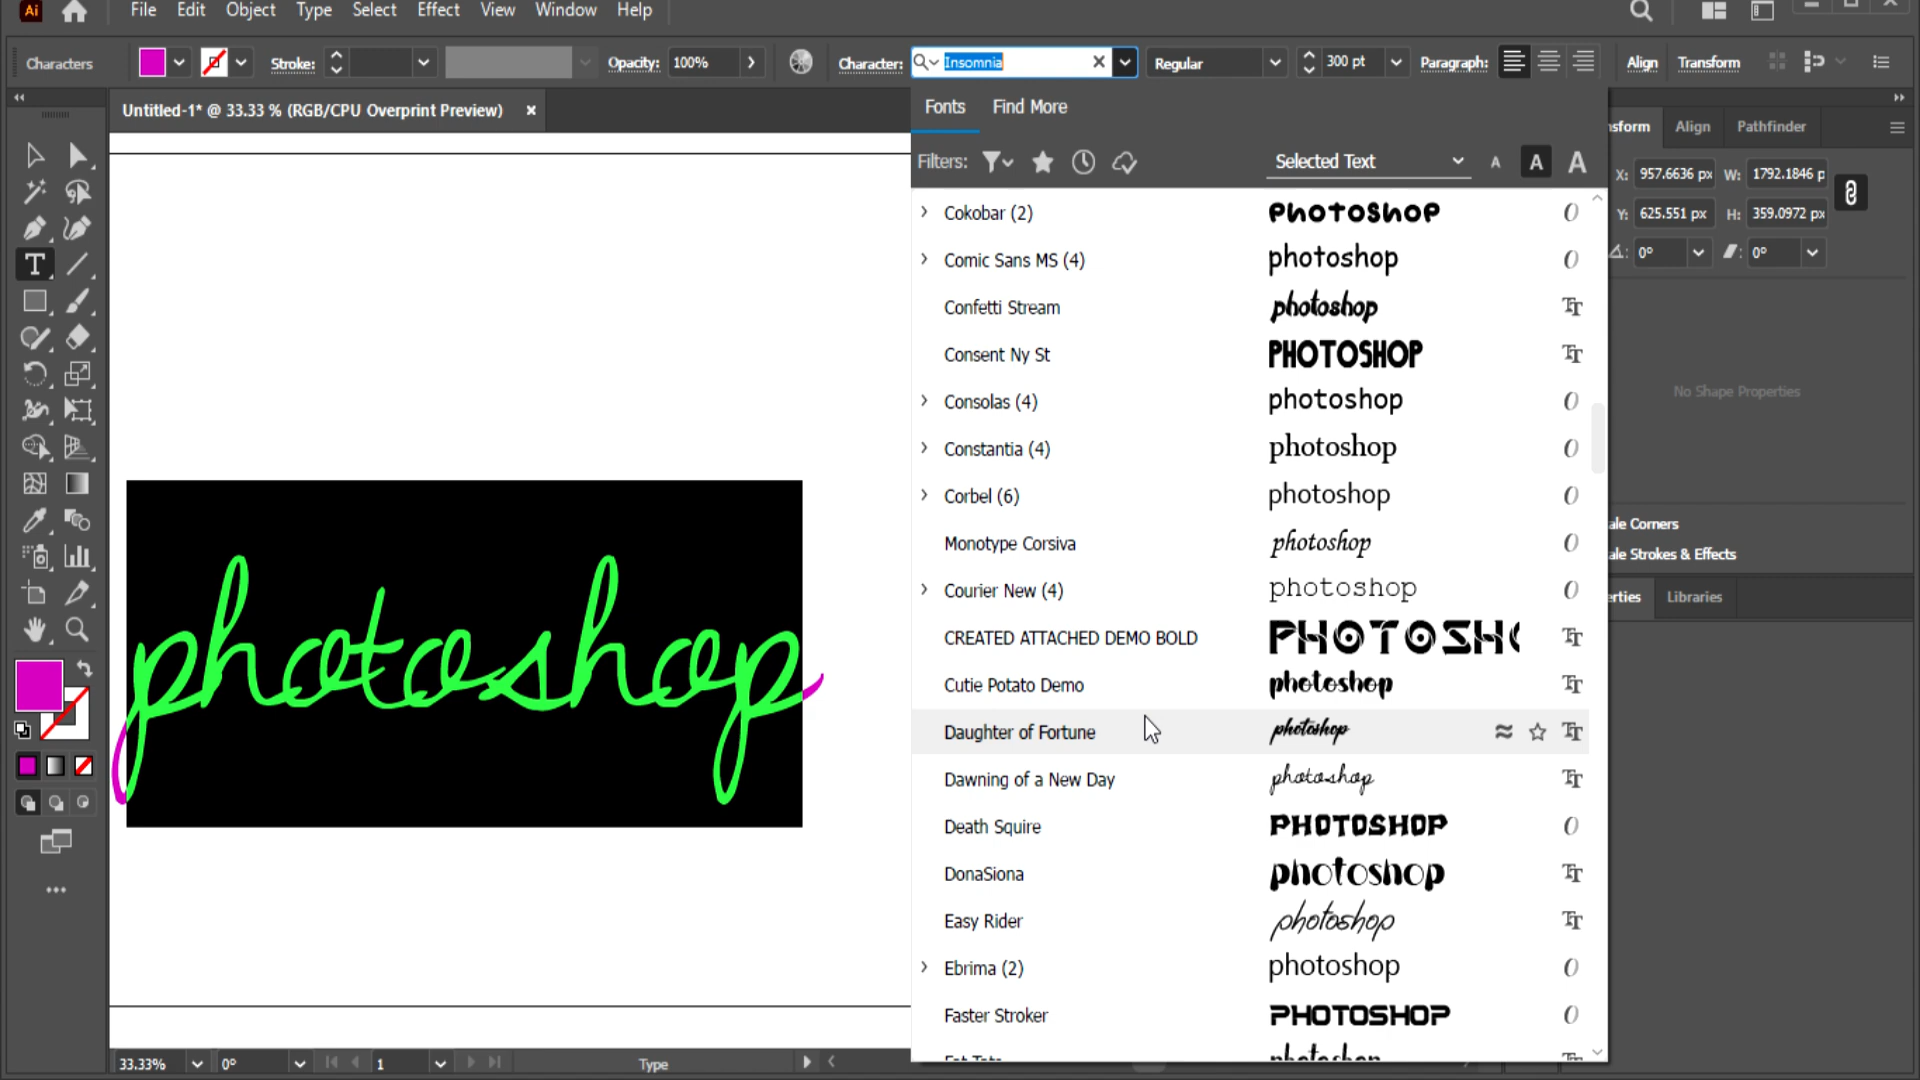 Ai File Edit Object Type Select Effect View Window Help
Characters Stroke: Opacity: 100% Character: Insomnia Regular 300 pt Paragraph: Align Transform
Untitled-1* @ 33.33 % (RGB/CPU Overprint Preview)
Fonts Find More
Filters: Selected Text A A A
Cokobar (2) photoshop
Comic Sans MS (4) photoshop
Confetti Stream photoshop
Consent Ny St PHOTOSHOP
Consolas (4) photoshop
Constantia (4) photoshop
Corbel (6) photoshop
Monotype Corsiva photoshop
Courier New (4) photoshop
CREATED ATTACHED DEMO BOLD PHOTOSH
Cutie Potato Demo photoshop
Daughter of Fortune photoshop
Dawning of a New Day photoshop
Death Squire PHOTOSHOP
DonaSiona photoshop
Easy Rider photoshop
Ebrima (2) photoshop
Faster Stroker PHOTOSHOP
sform Align Pathfinder
X: 957.6636 px W: 1792.1846 p
Y: 625.551 px H: 359.0972 px
0° 0°
No Shape Properties
ale Corners
ale Strokes & Effects
erties Libraries
photoshop
33.33% 0° 1 Type